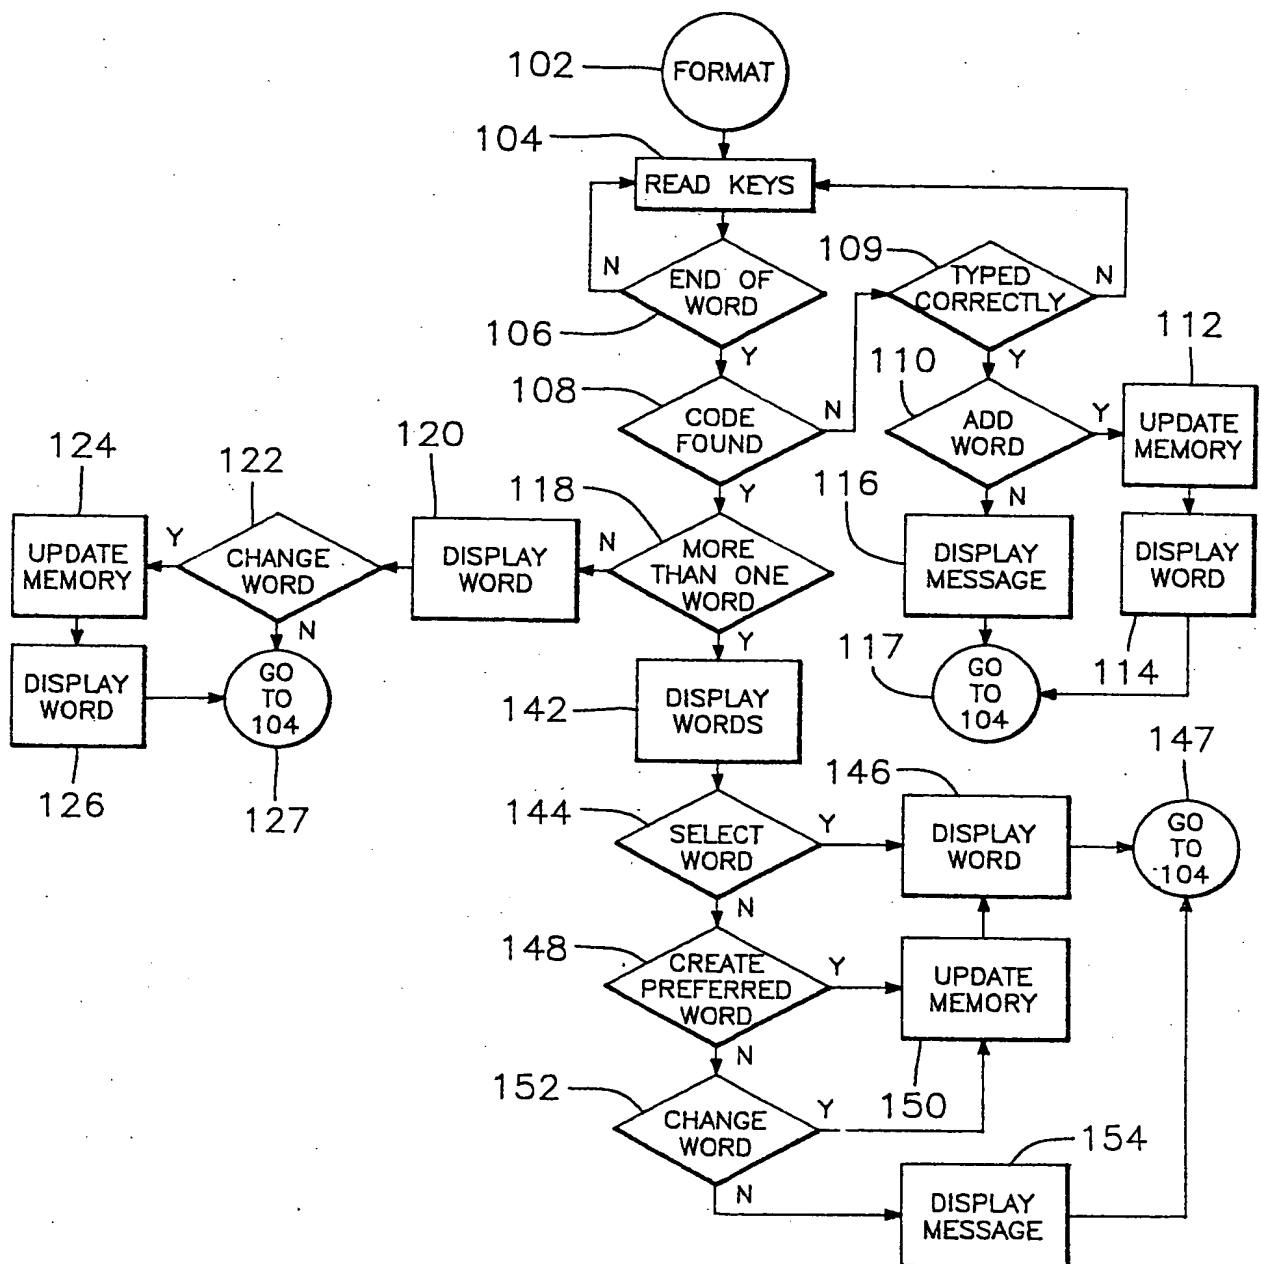 102
FORMAT
104
READ KEYS
109
TYPED
CORRECTLY
N
N
END OF
WORD
106
Y
Y
112
110
108
CODE
FOUND
N
ADD
WORD
Y
UPDATE
MEMORY
124
122
120
118
Y
116
N
UPDATE
MEMORY
Y
CHANGE
WORD
DISPLAY
WORD
N
MORE
THAN ONE
WORD
DISPLAY
MESSAGE
DISPLAY
WORD
N
Y
117
114
DISPLAY
WORD
GO
TO
104
142
DISPLAY
WORDS
GO
TO
104
126
127
147
146
144
SELECT
WORD
Y
DISPLAY
WORD
GO
TO
104
N
148
CREATE
PREFERRED
WORD
Y
UPDATE
MEMORY
N
152
CHANGE
WORD
Y
150
154
N
DISPLAY
MESSAGE